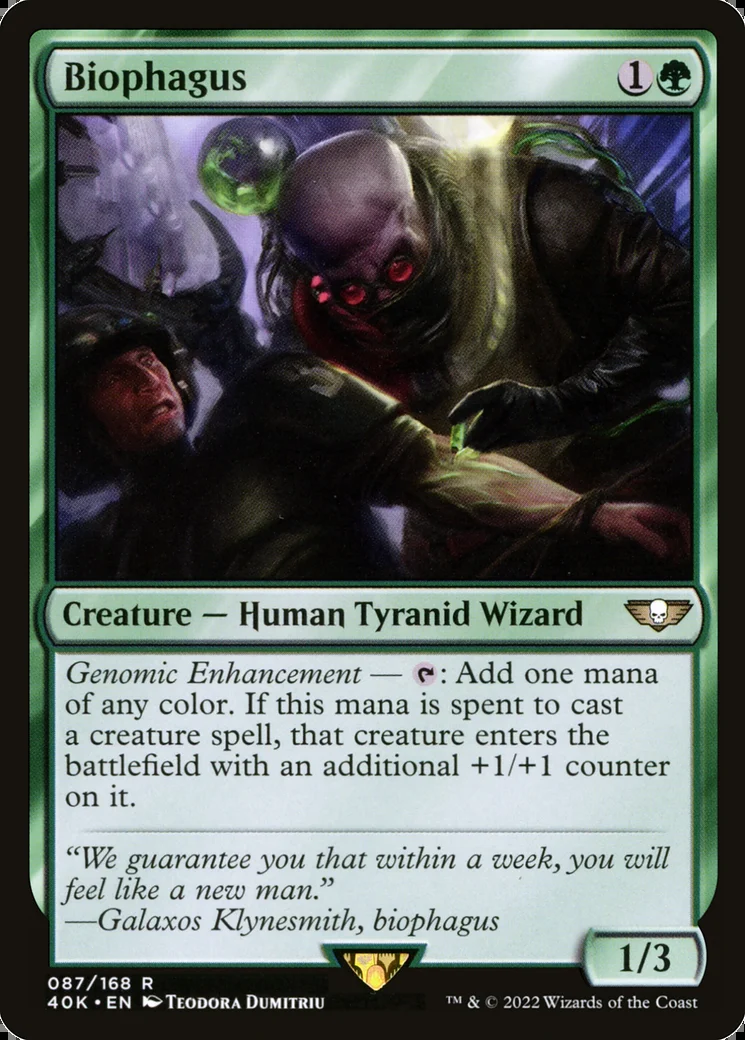 Biophagus 1
Creature — Human Tyranid Wizard
Genomic Enhancement — : Add one mana
of any color. If this mana is spent to cast
a creature spell, that creature enters the
battlefield with an additional +1/+1 counter
on it.
“We guarantee you that within a week, you will
feel like a new man.”
—Galaxos Klynesmith, biophagus
1/3
087/168 R
40K • EN Teodora Dumitriu ™ & © 2022 Wizards of the Coast